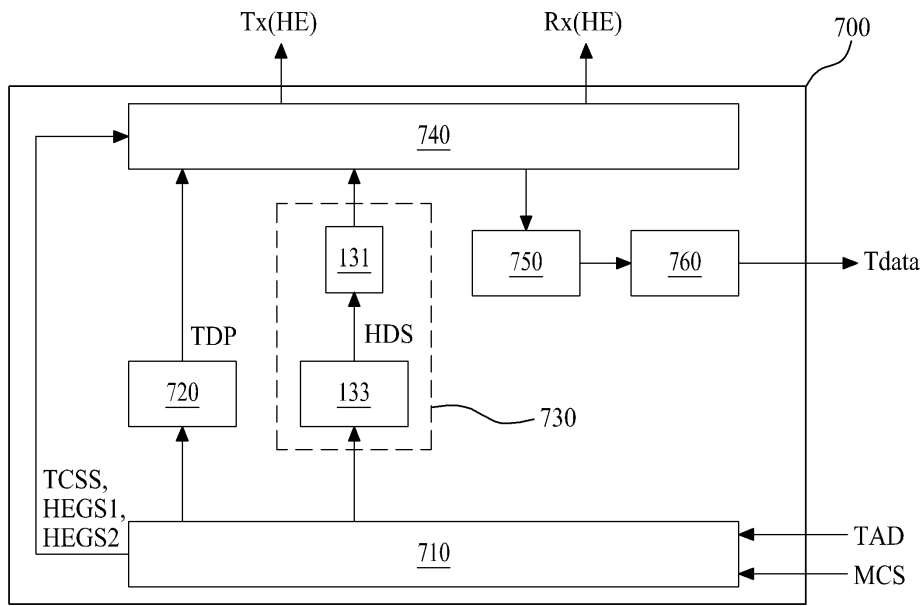 Tx(HE)
Rx(HE)
700
740
131
750
760
Tdata
TDP
HDS
720
133
730
TCSS,
HEGS1,
HEGS2
710
TAD
MCS